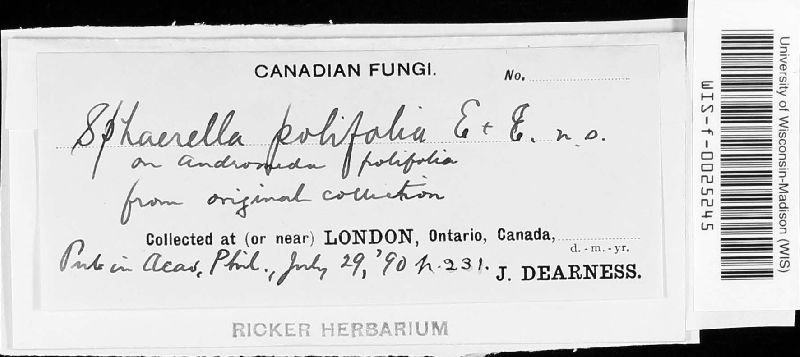 CANADIAN FUNGI.
No.
Sphaerella polifolia E + E. n.s.
on Andromeda polifolia
from original collection
Collected at (or near) LONDON, Ontario, Canada,
d. - m. - yr.
Pub in Acad, Phil., July 29, '90 p. 231.
J. DEARNESS.
RICKER HERBARIUM
University of Wisconsin-Madison (WIS)
WIS-f-0025245